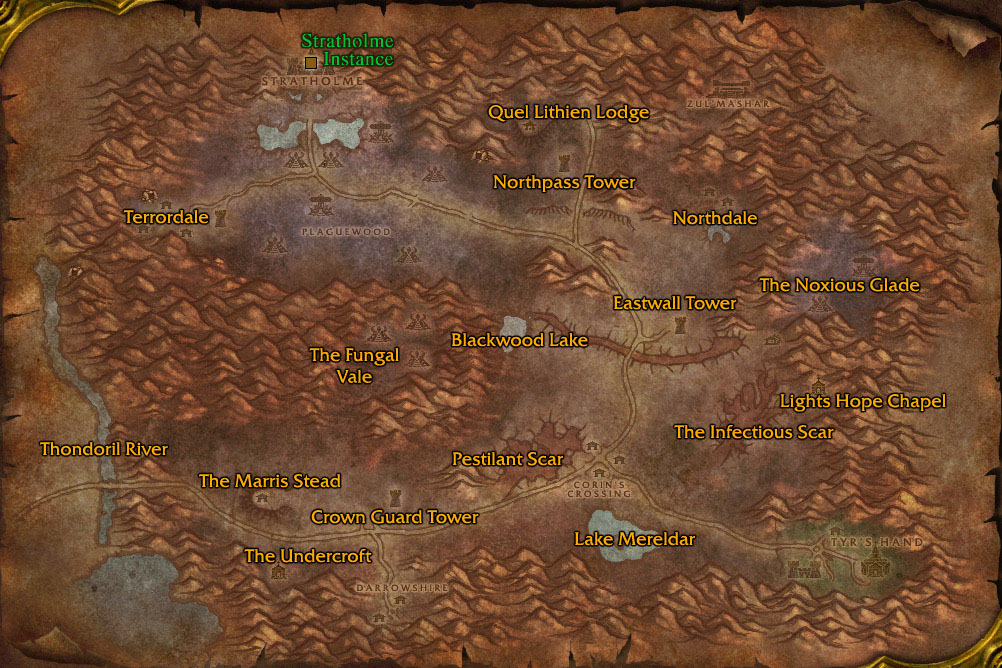 Stratholme
Instance
STRATHOLME
ZUL'MASHAR
Quel Lithien Lodge
Northpass Tower
Terrordale
Northdale
PLAGUEWOOD
The Noxious Glade
Eastwall Tower
Blackwood Lake
The Fungal
Vale
Lights Hope Chapel
The Infectious Scar
Thondoril River
Pestilant Scar
The Marris Stead
CORIN'S
CROSSING
Crown Guard Tower
Lake Mereldar
TYR'S HAND
The Undercroft
DARROWSHIRE